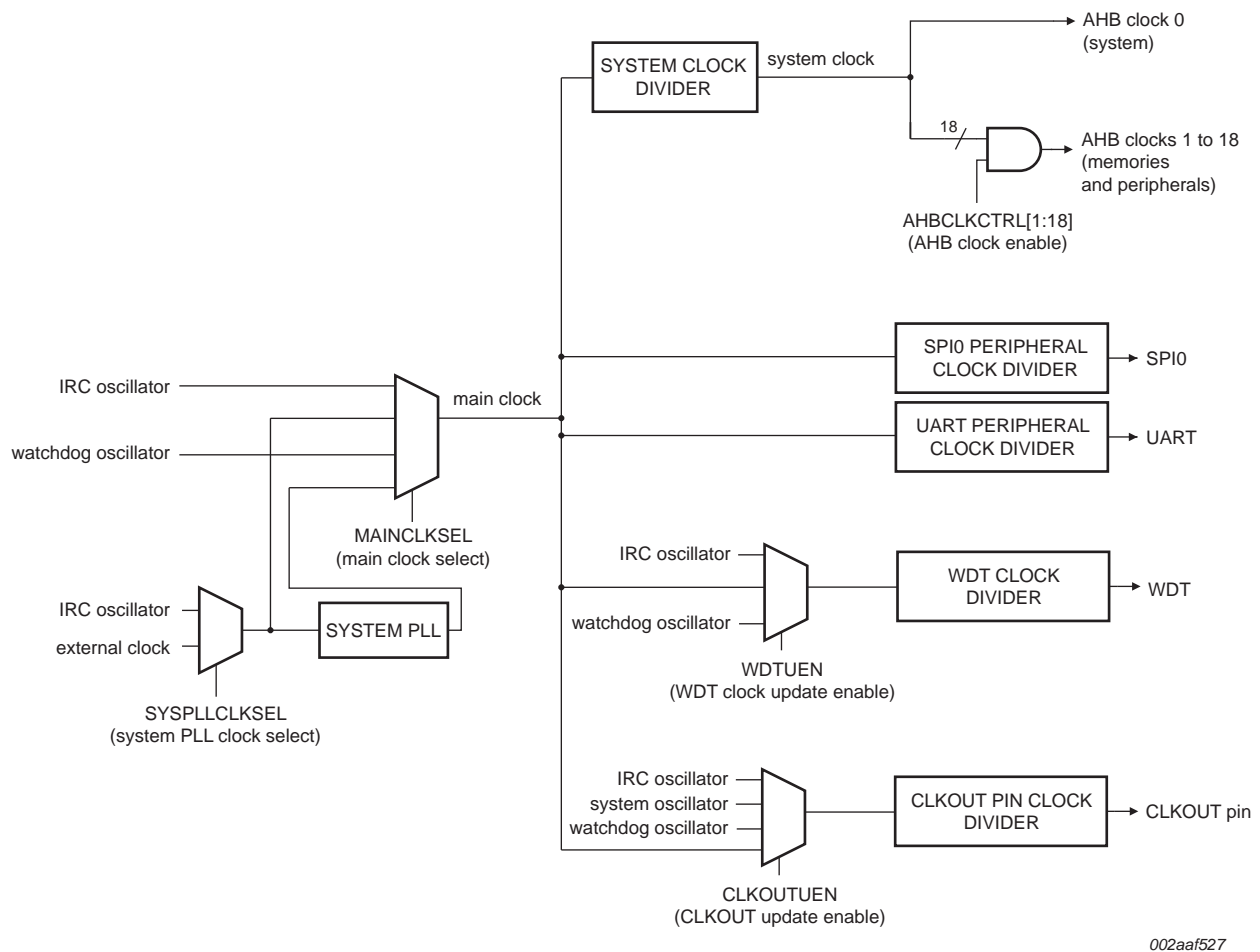 AHB clock 0
(system)
SYSTEM CLOCK
DIVIDER
system clock
18
AHB clocks 1 to 18
(memories
and peripherals)
AHBCLKCTRL[1:18]
(AHB clock enable)
SPI0 PERIPHERAL
CLOCK DIVIDER
SPI0
IRC oscillator
main clock
UART PERIPHERAL
CLOCK DIVIDER
UART
watchdog oscillator
MAINCLKSEL
(main clock select)
IRC oscillator
WDT CLOCK
DIVIDER
WDT
watchdog oscillator
IRC oscillator
external clock
SYSTEM PLL
WDTUEN
(WDT clock update enable)
SYSPLLCLKSEL
(system PLL clock select)
IRC oscillator
system oscillator
watchdog oscillator
CLKOUT PIN CLOCK
DIVIDER
CLKOUT pin
CLKOUTUEN
(CLKOUT update enable)
002aaf527